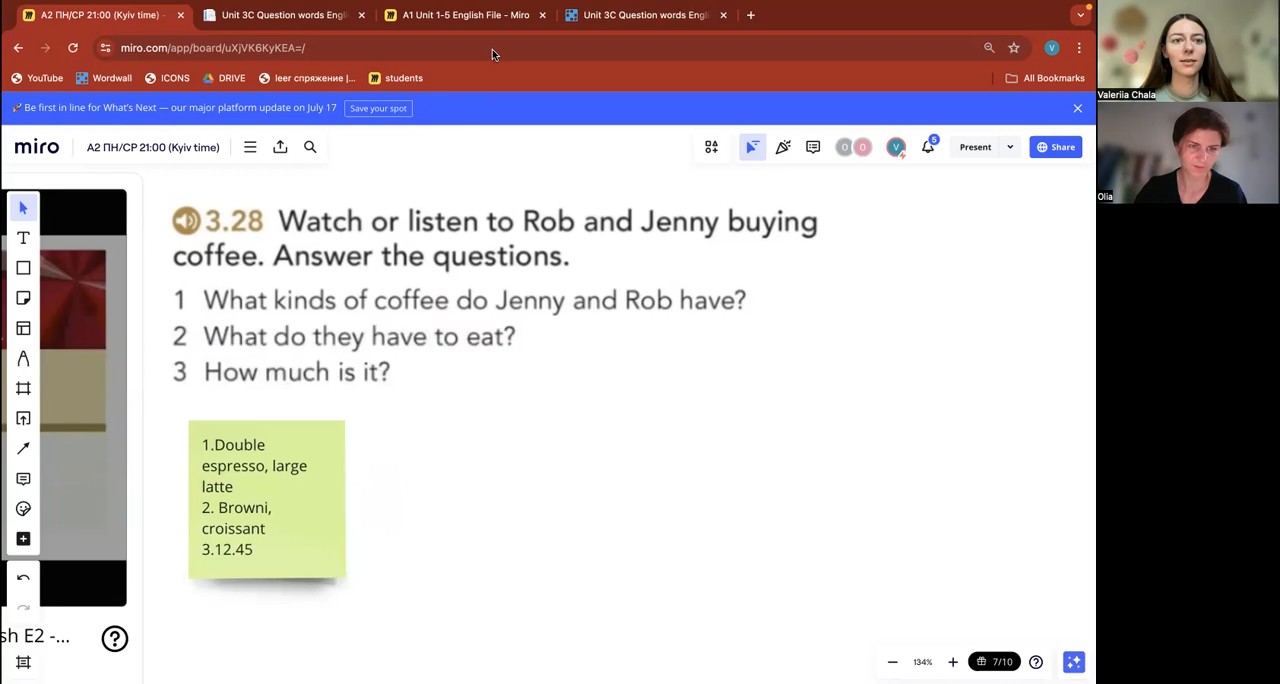 A2 ПН/СР 21:00 (Kyiv time) -
Unit 3C Question words Engli
A1 Unit 1-5 English File - Miro
Unit 3C Question words Engli
miro.com/app/board/uXjVK6KyKEA=/
V
YouTube
Wordwall
ICONS
DRIVE
leer спряжение |...
students
All Bookmarks
🚀 Be first in line for What's Next — our major platform update on July 17
Save your spot
miro
A2 ПН/СР 21:00 (Kyiv time)
O
O
V
5
Present
Share
3.28 Watch or listen to Rob and Jenny buying
coffee. Answer the questions.
1 What kinds of coffee do Jenny and Rob have?
2 What do they have to eat?
3 How much is it?
1.Double
espresso, large
latte
2. Browni,
croissant
3.12.45
sh E2 -...
134%
7/10
Valeriia Chala
Olia